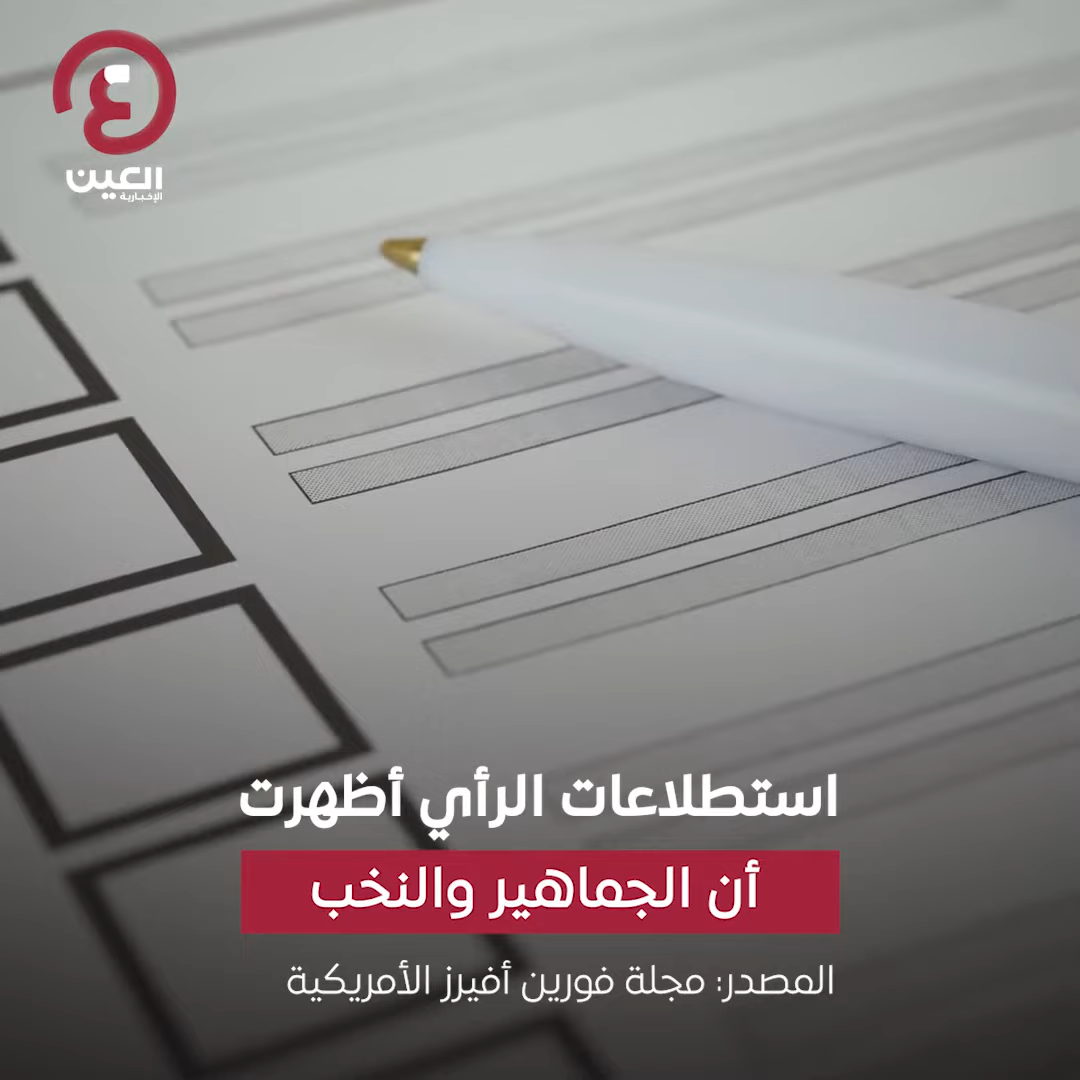 العين
الإخبارية
استطلاعات الرأي أظهرت
أن الجماهير والنخب
المصدر: مجلة فورين أفيرز الأمريكية